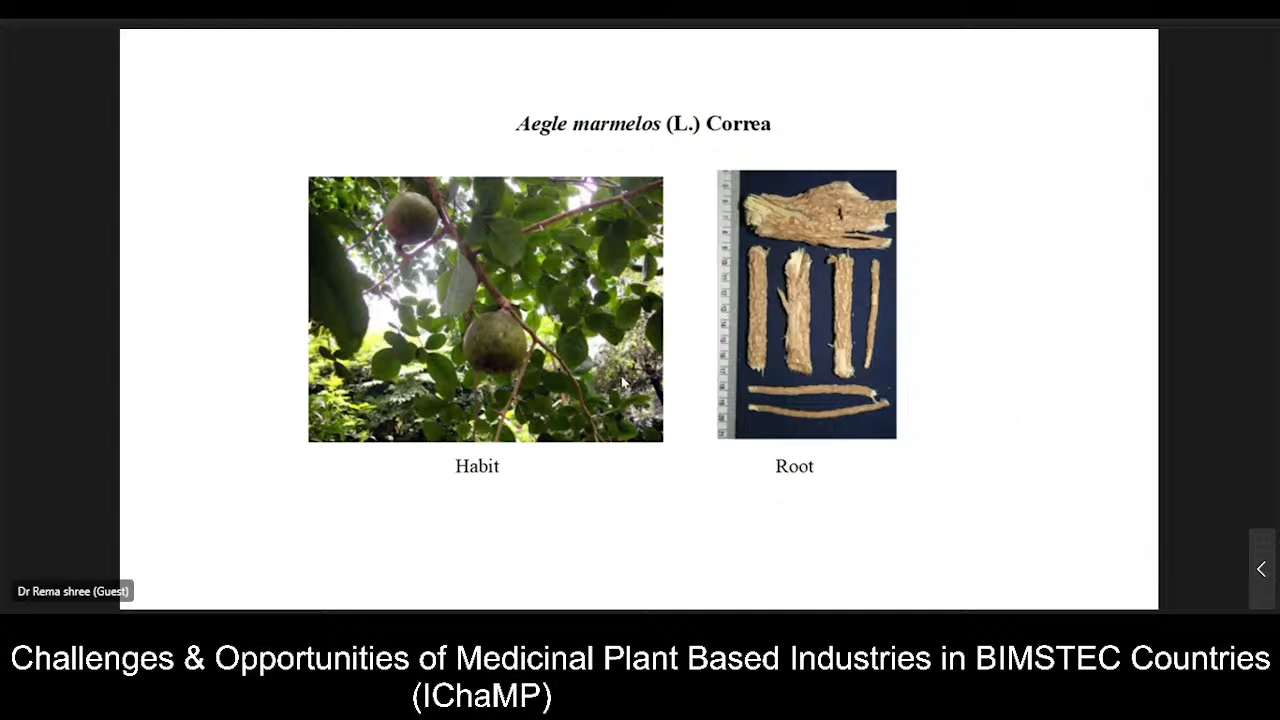 Aegle marmelos (L.) Correa
Habit
Root
Dr Rema shree (Guest)
Challenges & Opportunities of Medicinal Plant Based Industries in BIMSTEC Countries
(IChaMP)